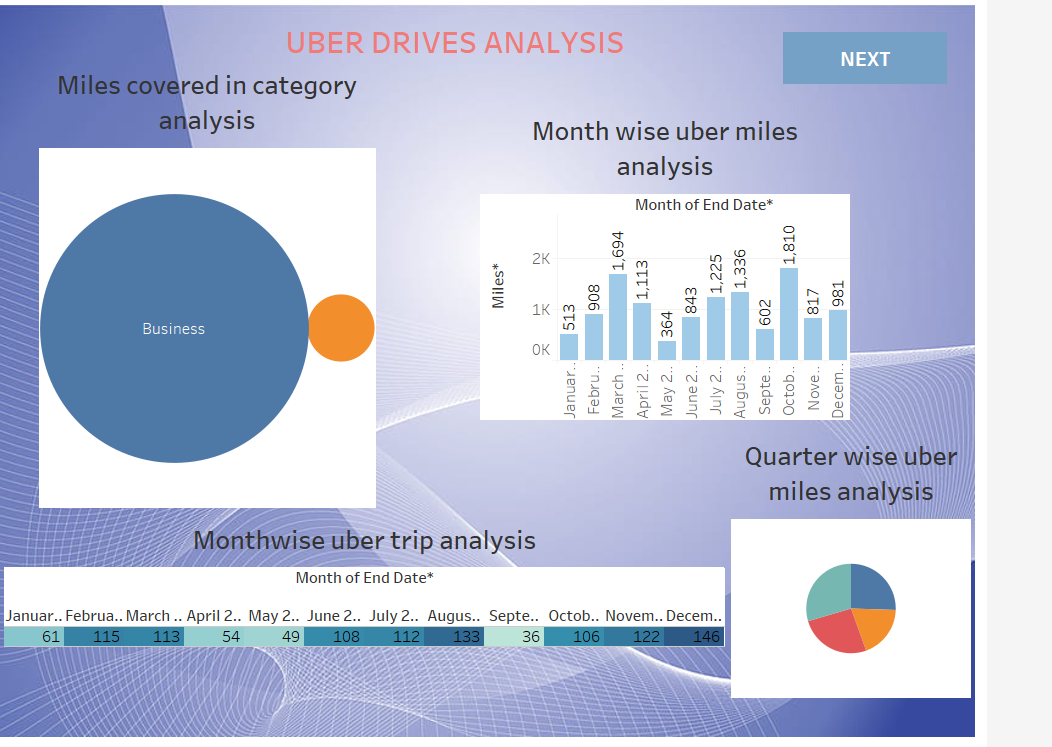 UBER DRIVES ANALYSIS
NEXT
Miles covered in category
analysis
Business
Month wise uber miles
analysis
Month of End Date*
Miles*
2K
1K
0K
513
908
1,694
1,113
364
843
1,225
1,336
602
1,810
817
981
Januar..
Febru..
March ..
April 2..
May 2..
June 2..
July 2..
Augus..
Septe..
Octob..
Nove..
Decem..
Quarter wise uber
miles analysis
Monthwise uber trip analysis
Month of End Date*
Januar.. Februa.. March .. April 2.. May 2.. June 2.. July 2.. Augus.. Septe.. Octob.. Novem.. Decem..
61 115 113 54 49 108 112 133 36 106 122 146